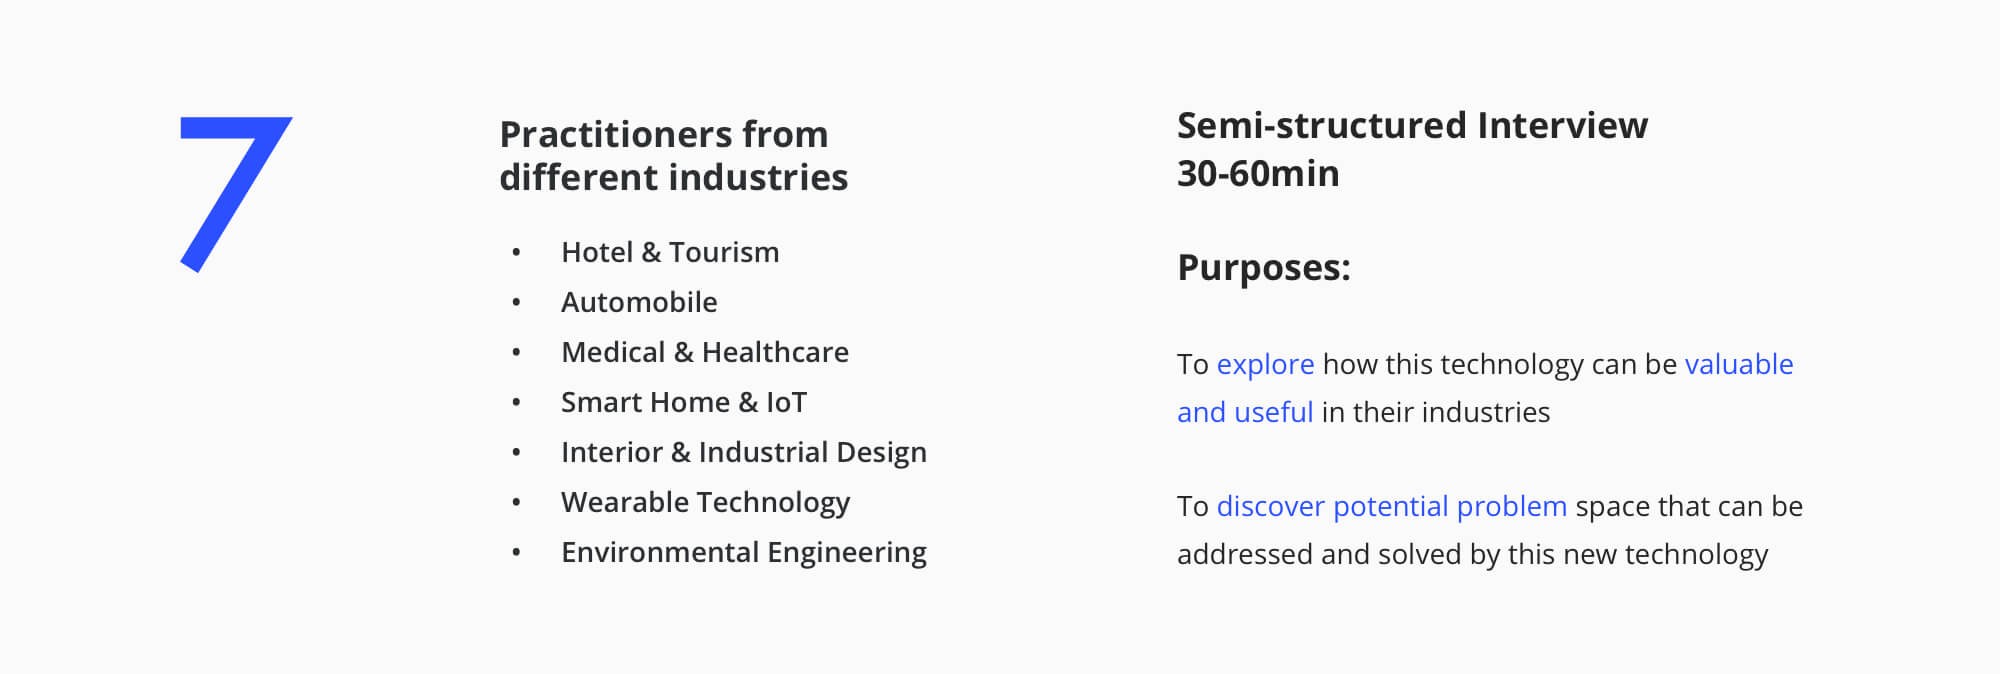 7
Practitioners from
different industries
• Hotel & Tourism
• Automobile
• Medical & Healthcare
• Smart Home & IoT
• Interior & Industrial Design
• Wearable Technology
• Environmental Engineering
Semi-structured Interview
30-60min
Purposes:
To explore how this technology can be valuable
and useful in their industries
To discover potential problem space that can be
addressed and solved by this new technology